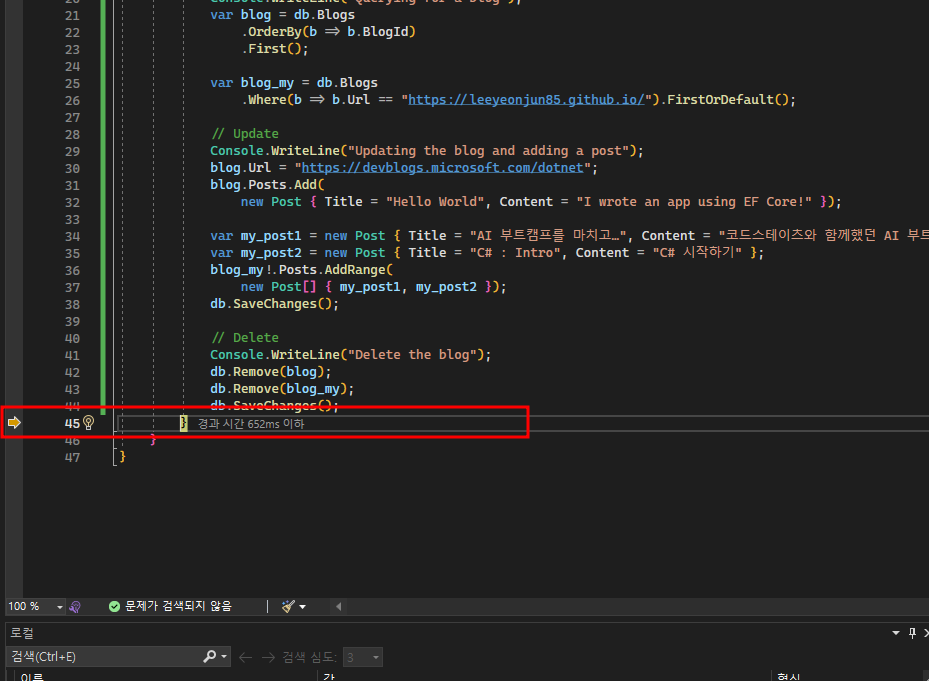 20 Console.WriteLine("Querying for a blog");
21 var blog = db.Blogs
22 .OrderBy(b => b.BlogId)
23 .First();
24
25 var blog_my = db.Blogs
26 .Where(b => b.Url == "https://leeyeonjun85.github.io/").FirstOrDefault();
27
28 // Update
29 Console.WriteLine("Updating the blog and adding a post");
30 blog.Url = "https://devblogs.microsoft.com/dotnet";
31 blog.Posts.Add(
32 new Post { Title = "Hello World", Content = "I wrote an app using EF Core!" });
33
34 var my_post1 = new Post { Title = "AI 부트캠프를 마치고…", Content = "코드스테이츠와 함께했던 AI 부트
35 var my_post2 = new Post { Title = "C# : Intro", Content = "C# 시작하기" };
36 blog_my!.Posts.AddRange(
37 new Post[] { my_post1, my_post2 });
38 db.SaveChanges();
39
40 // Delete
41 Console.WriteLine("Delete the blog");
42 db.Remove(blog);
43 db.Remove(blog_my);
44 db.SaveChanges();
45 } 경과 시간 652ms 이하
46 }
47 }
100 % 문제가 검색되지 않음
로컬
검색(Ctrl+E) 검색 심도: 3
이름 값 형식